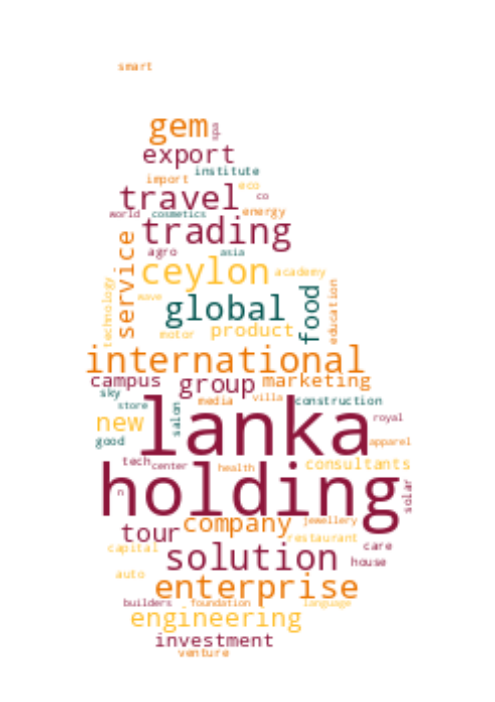 smart
gem
spa
export
institute
import
eco
travel
co
world
cosmetics
energy
trading
agro
asia
service
ceylon
academy
technology
wave
global
food
education
motor
product
international
campus
group
marketing
sky
villa
construction
store
salon
media
lanka
royal
new
good
apparel
tech
center
health
consultants
holding
solar
n
tour
company
jewellery
restaurant
capital
solution
care
house
auto
enterprise
builders
foundation
language
engineering
investment
venture